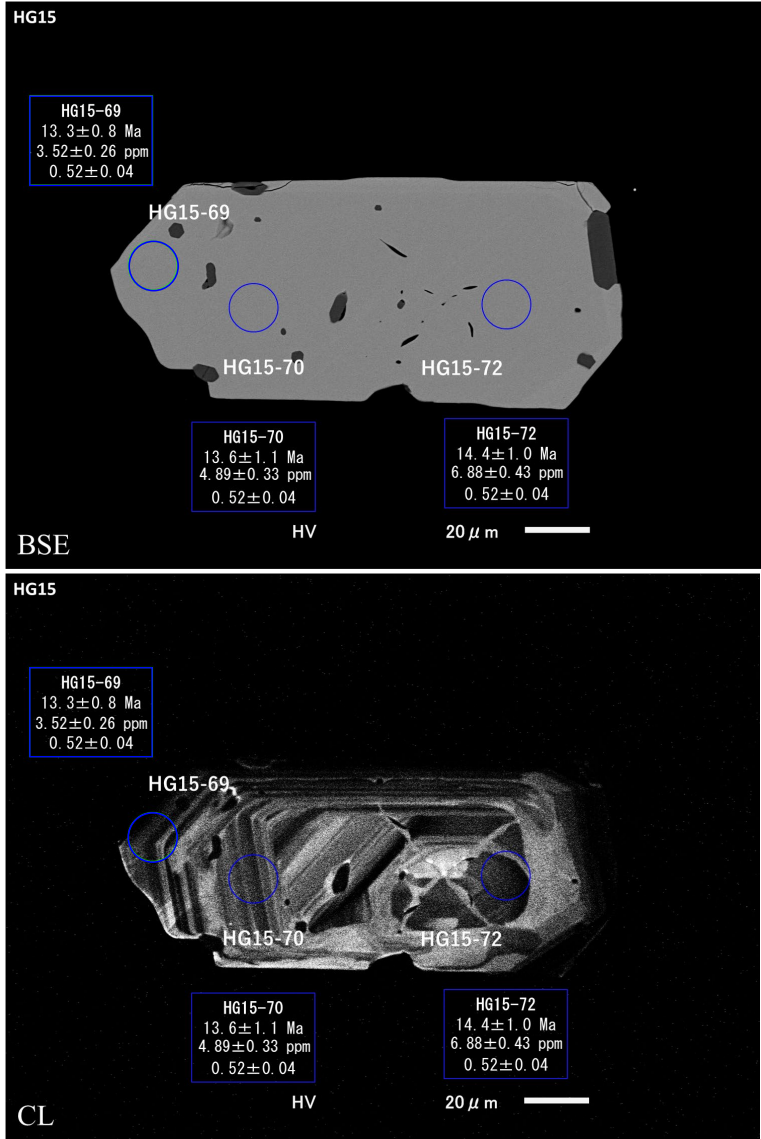 HG15
HG15-69
13.3±0.8 Ma
3.52±0.26 ppm
0.52±0.04
HG15-69
HG15-70
HG15-72
HG15-70
13.6±1.1 Ma
4.89±0.33 ppm
0.52±0.04
HG15-72
14.4±1.0 Ma
6.88±0.43 ppm
0.52±0.04
HV
20μm
BSE
HG15
HG15-69
13.3±0.8 Ma
3.52±0.26 ppm
0.52±0.04
HG15-69
HG15-70
HG15-72
HG15-70
13.6±1.1 Ma
4.89±0.33 ppm
0.52±0.04
HG15-72
14.4±1.0 Ma
6.88±0.43 ppm
0.52±0.04
HV
20μm
CL